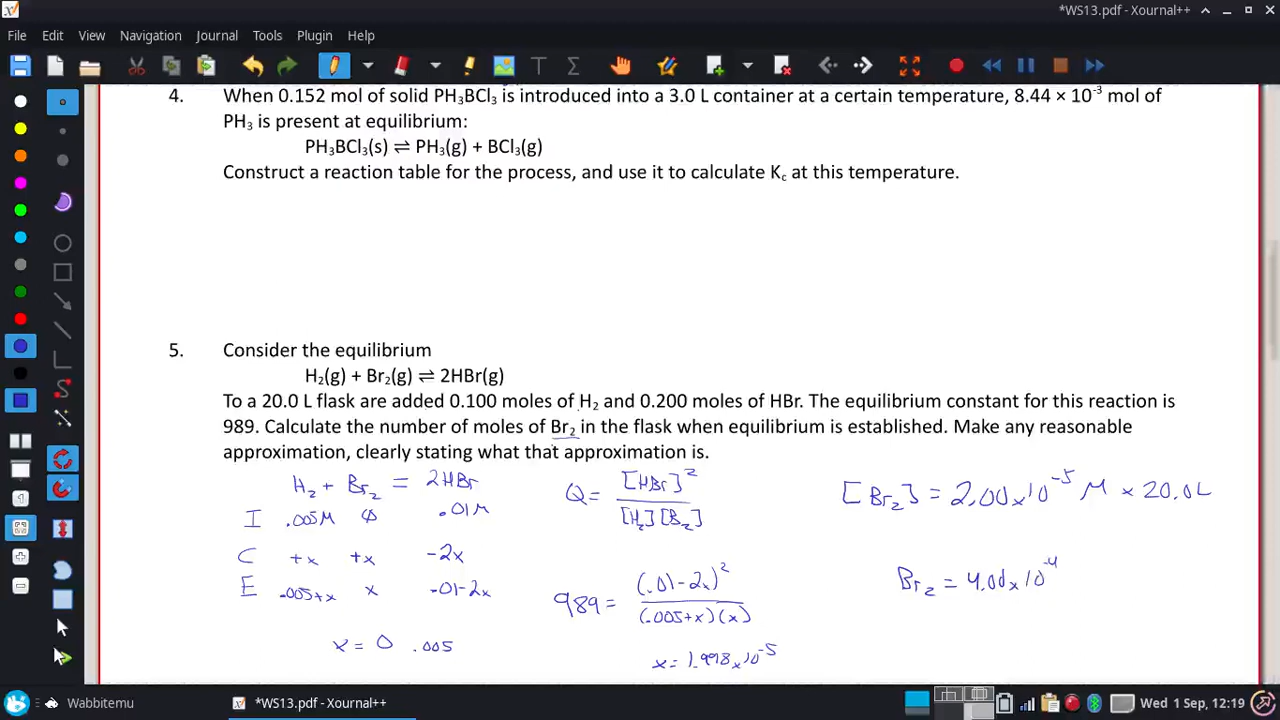 *WS13.pdf - Xournal++
File Edit View Navigation Journal Tools Plugin Help
4. When 0.152 mol of solid PH₃BCl₃ is introduced into a 3.0 L container at a certain temperature, 8.44 × 10⁻³ mol of
PH₃ is present at equilibrium:
PH₃BCl₃(s) ⇌ PH₃(g) + BCl₃(g)
Construct a reaction table for the process, and use it to calculate K_c at this temperature.
5. Consider the equilibrium
H₂(g) + Br₂(g) ⇌ 2HBr(g)
To a 20.0 L flask are added 0.100 moles of H₂ and 0.200 moles of HBr. The equilibrium constant for this reaction is
989. Calculate the number of moles of Br₂ in the flask when equilibrium is established. Make any reasonable
approximation, clearly stating what that approximation is.
H₂ + Br₂ = 2HBr
I .005M ∅ .01M
C +x +x -2x
E .005+x x .01-2x
x = 0 .005
Q = [HBr]² / [H₂][Br₂]
989 = (.01-2x)² / (.005+x)(x)
x = 1.998x10⁻⁵
[Br₂] = 2.00x10⁻⁵ M x 20.0L
Br₂ = 4.00x10⁻⁴
Wabbitemu *WS13.pdf - Xournal++ Wed 1 Sep, 12:19